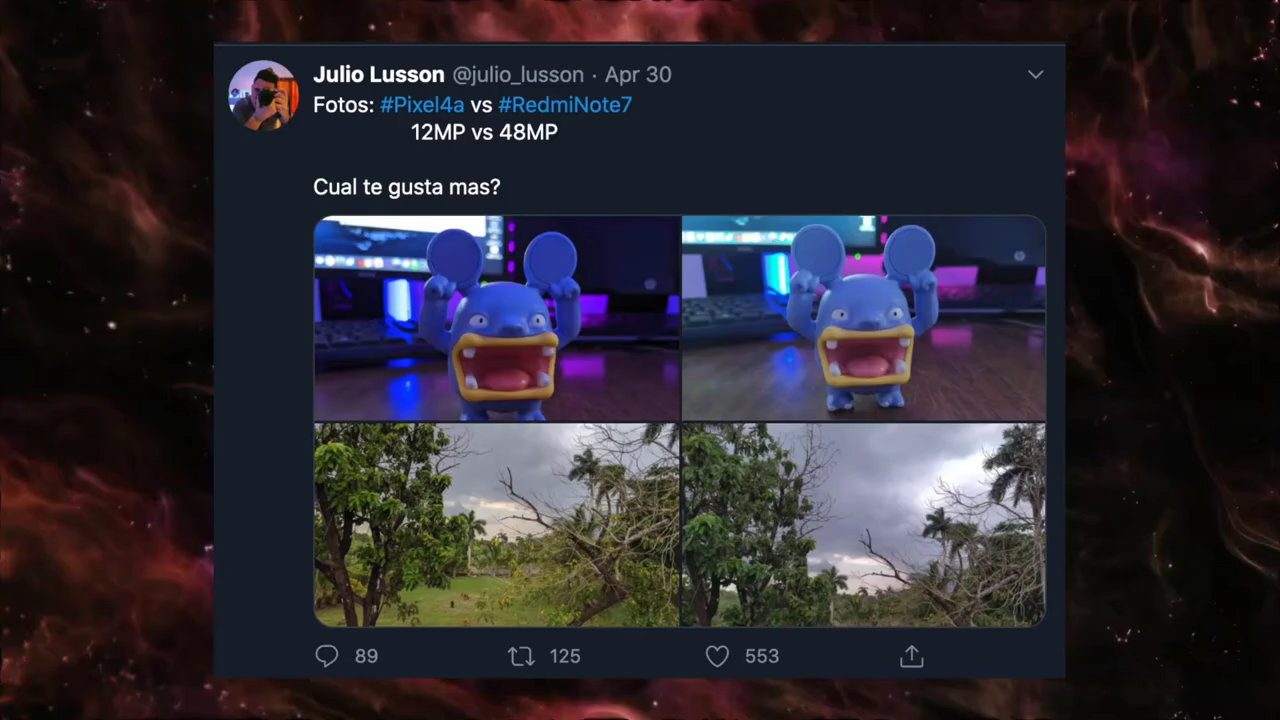 Julio Lusson @julio_lusson · Apr 30
Fotos: #Pixel4a vs #RedmiNote7
12MP vs 48MP
Cual te gusta mas?
89 125 553